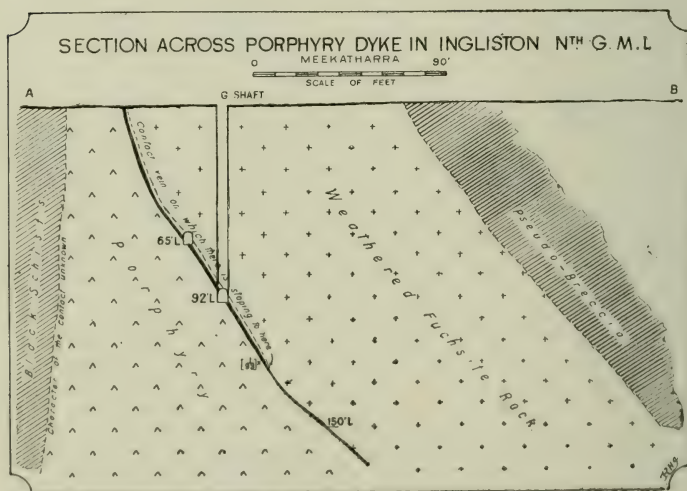 SECTION ACROSS PORPHYRY DYKE IN INGLISTON NTH G. M. L
MEEKATHARRA
0 90'
SCALE OF FEET
A
G SHAFT
B
Contact vein on which there is stoping to here
65'L
92'L
150'L
Black Schists
Character of the contact unknown
Porphyry
Weathered Fuchsite Rock
Pseudo-Breccia